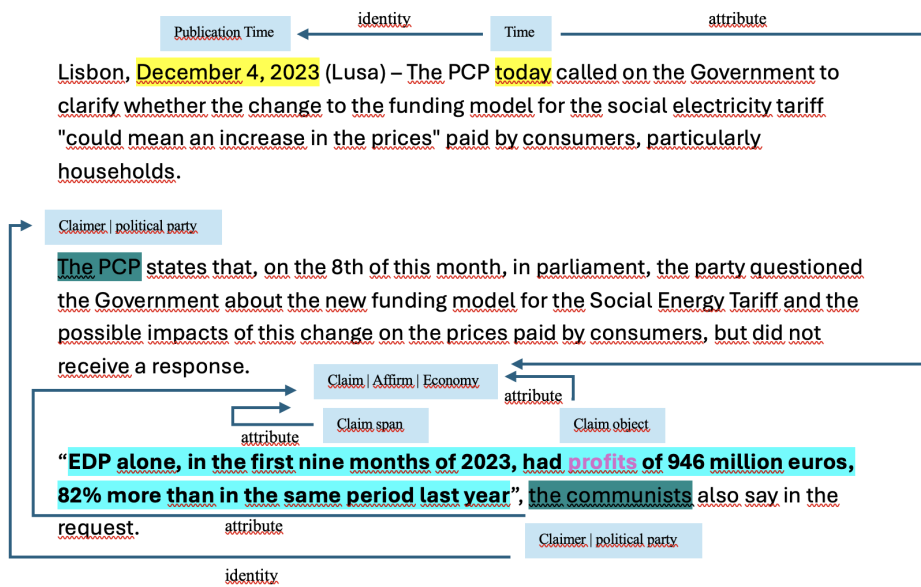 identity
attribute
Publication Time
Time
Lisbon, December 4, 2023 (Lusa) – The PCP today called on the Government to
clarify whether the change to the funding model for the social electricity tariff
"could mean an increase in the prices" paid by consumers, particularly
households.
Claimer | political party
The PCP states that, on the 8th of this month, in parliament, the party questioned
the Government about the new funding model for the Social Energy Tariff and the
possible impacts of this change on the prices paid by consumers, but did not
receive a response.
Claim | Affirm | Economy
attribute
Claim span
Claim object
attribute
“EDP alone, in the first nine months of 2023, had profits of 946 million euros,
82% more than in the same period last year”, the communists also say in the
request.
attribute
Claimer | political party
identity